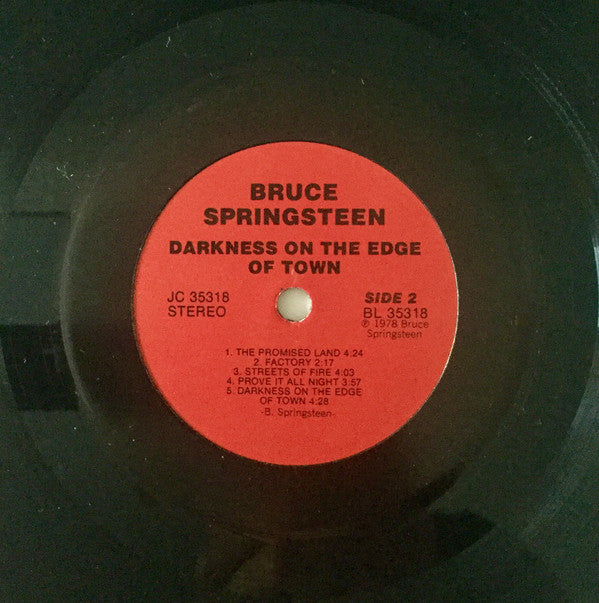 BRUCE
SPRINGSTEEN
DARKNESS ON THE EDGE
OF TOWN
JC 35318
STEREO
SIDE 2
BL 35318
℗ 1978 Bruce
Springsteen
1. THE PROMISED LAND 4:24
2. FACTORY 2:17
3. STREETS OF FIRE 4:03
4. PROVE IT ALL NIGHT 3:57
5. DARKNESS ON THE EDGE
OF TOWN 4:28
-B. Springsteen-